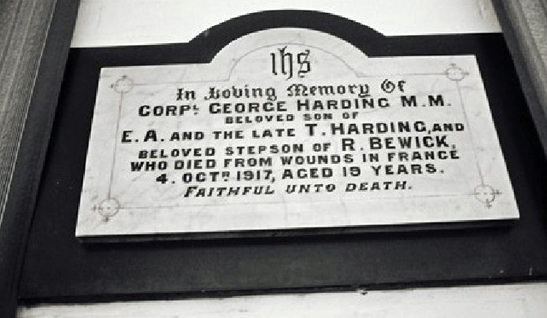 IHS
In Loving Memory Of
CORPL GEORGE HARDING M.M.
BELOVED SON OF
E.A. AND THE LATE T. HARDING, AND
BELOVED STEPSON OF R. BEWICK,
WHO DIED FROM WOUNDS IN FRANCE
4. OCTR 1917, AGED 19 YEARS.
FAITHFUL UNTO DEATH.